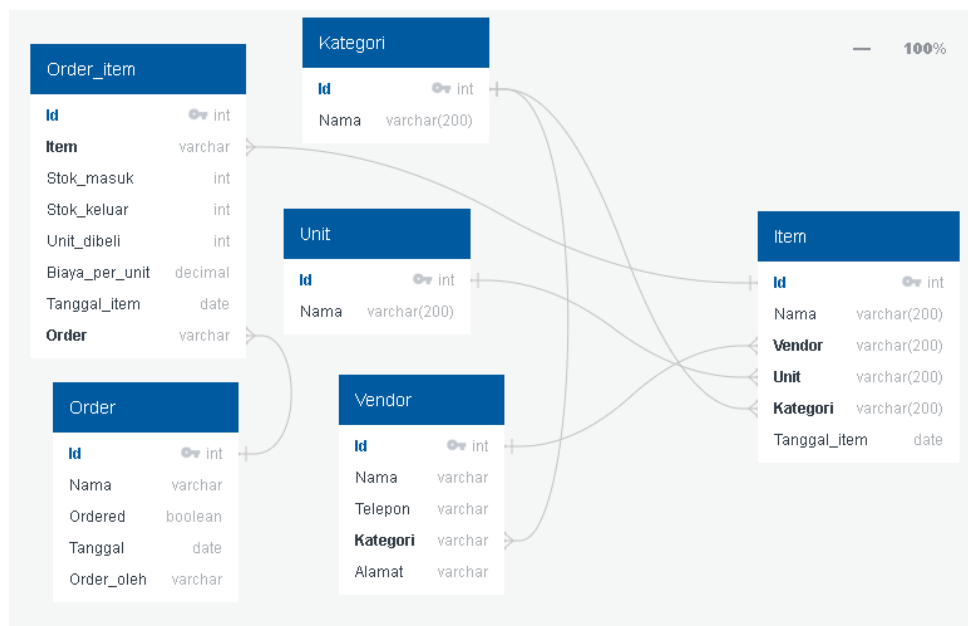 — 100%
Order_item
Id int
Item varchar
Stok_masuk int
Stok_keluar int
Unit_dibeli int
Biaya_per_unit decimal
Tanggal_item date
Order varchar
Kategori
Id int
Nama varchar(200)
Unit
Id int
Nama varchar(200)
Item
Id int
Nama varchar(200)
Vendor varchar(200)
Unit varchar(200)
Kategori varchar(200)
Tanggal_item date
Order
Id int
Nama varchar
Ordered boolean
Tanggal date
Order_oleh varchar
Vendor
Id int
Nama varchar
Telepon varchar
Kategori varchar
Alamat varchar